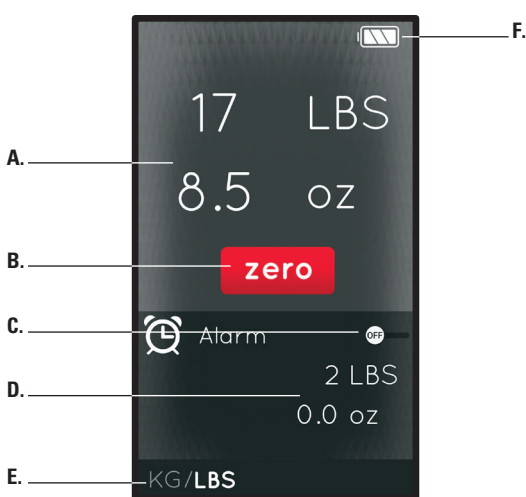 F.
17 LBS
A.
8.5 oz
B.
zero
C.
Alarm
OFF
2 LBS
D.
0.0 oz
E.
KG/LBS